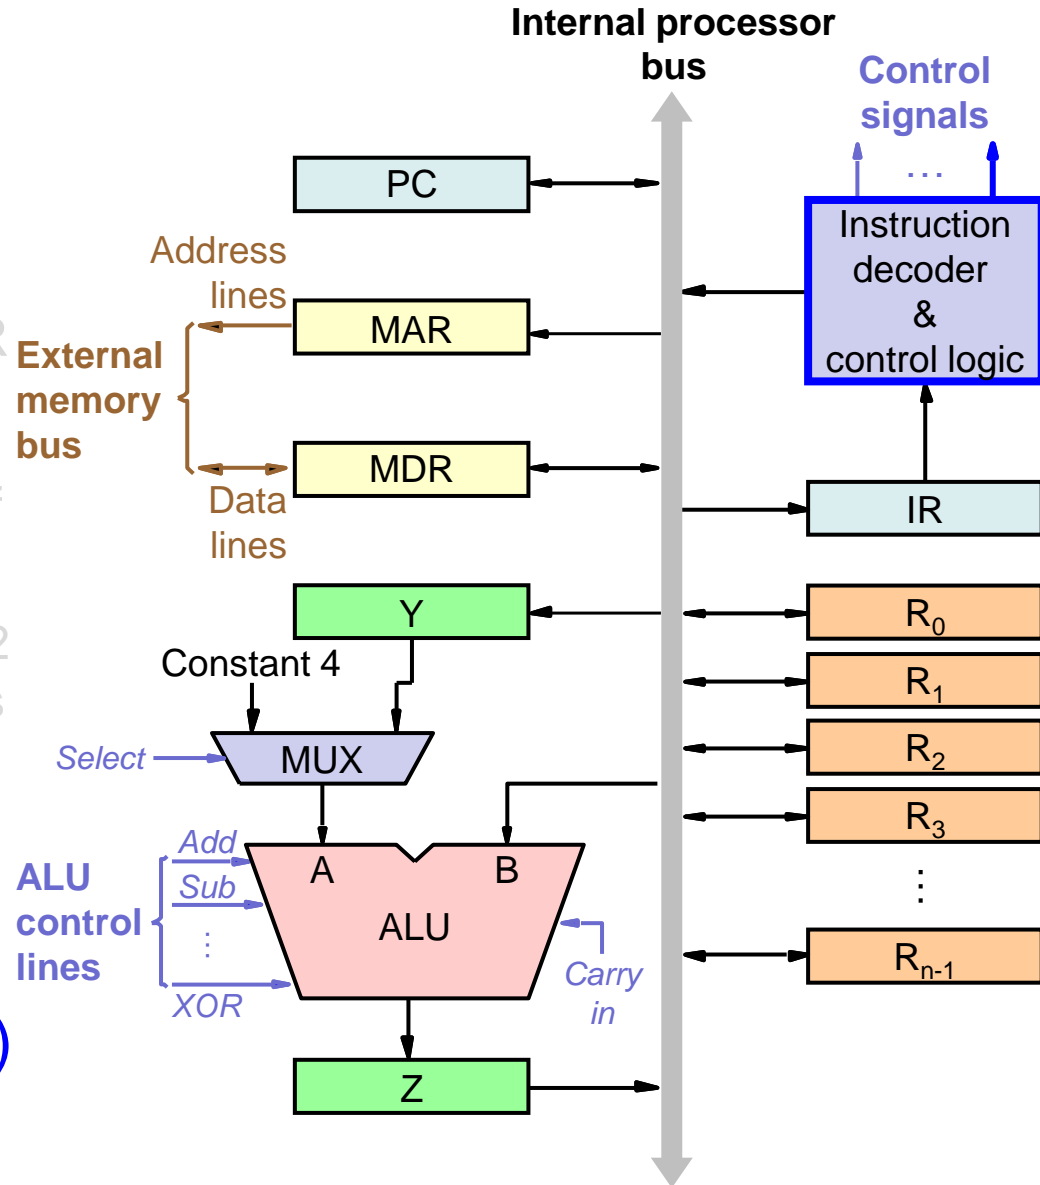 Internal processor
bus
Control
signals
...
PC
Instruction
decoder
&
control logic
Address
lines
MAR
R
External
memory
bus
MDR
Data
lines
IR
Y
R0
2
Constant 4
R1
s
Select
MUX
R2
R3
Add
A
B
ALU
control
lines
Sub
⋮
ALU
⋮
Rn-1
Carry
in
XOR
)
Z